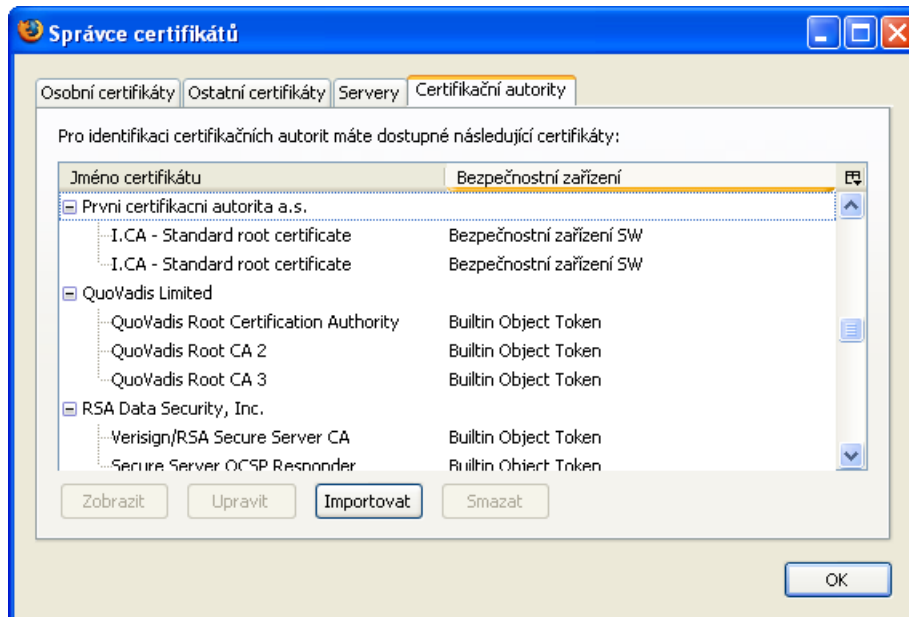 Správce certifikátů
Osobní certifikáty Ostatní certifikáty Servery Certifikační autority
Pro identifikaci certifikačních autorit máte dostupné následující certifikáty:
Jméno certifikátu Bezpečnostní zařízení
Prvni certifikacni autorita a.s.
I.CA - Standard root certificate Bezpečnostní zařízení SW
I.CA - Standard root certificate Bezpečnostní zařízení SW
QuoVadis Limited
QuoVadis Root Certification Authority Builtin Object Token
QuoVadis Root CA 2 Builtin Object Token
QuoVadis Root CA 3 Builtin Object Token
RSA Data Security, Inc.
Verisign/RSA Secure Server CA Builtin Object Token
Secure Server OCSP Responder Builtin Object Token
Zobrazit Upravit Importovat Smazat
OK